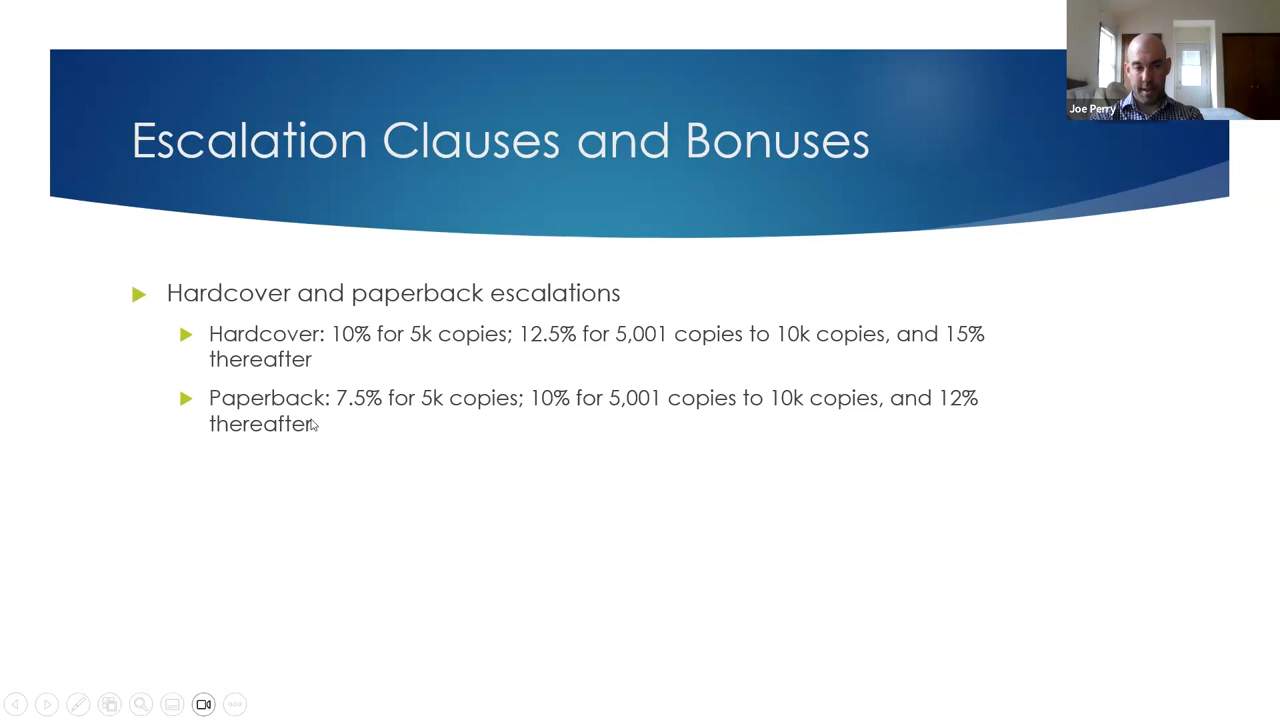 Joe Perry
Escalation Clauses and Bonuses
Hardcover and paperback escalations
Hardcover: 10% for 5k copies; 12.5% for 5,001 copies to 10k copies, and 15%
thereafter
Paperback: 7.5% for 5k copies; 10% for 5,001 copies to 10k copies, and 12%
thereafter